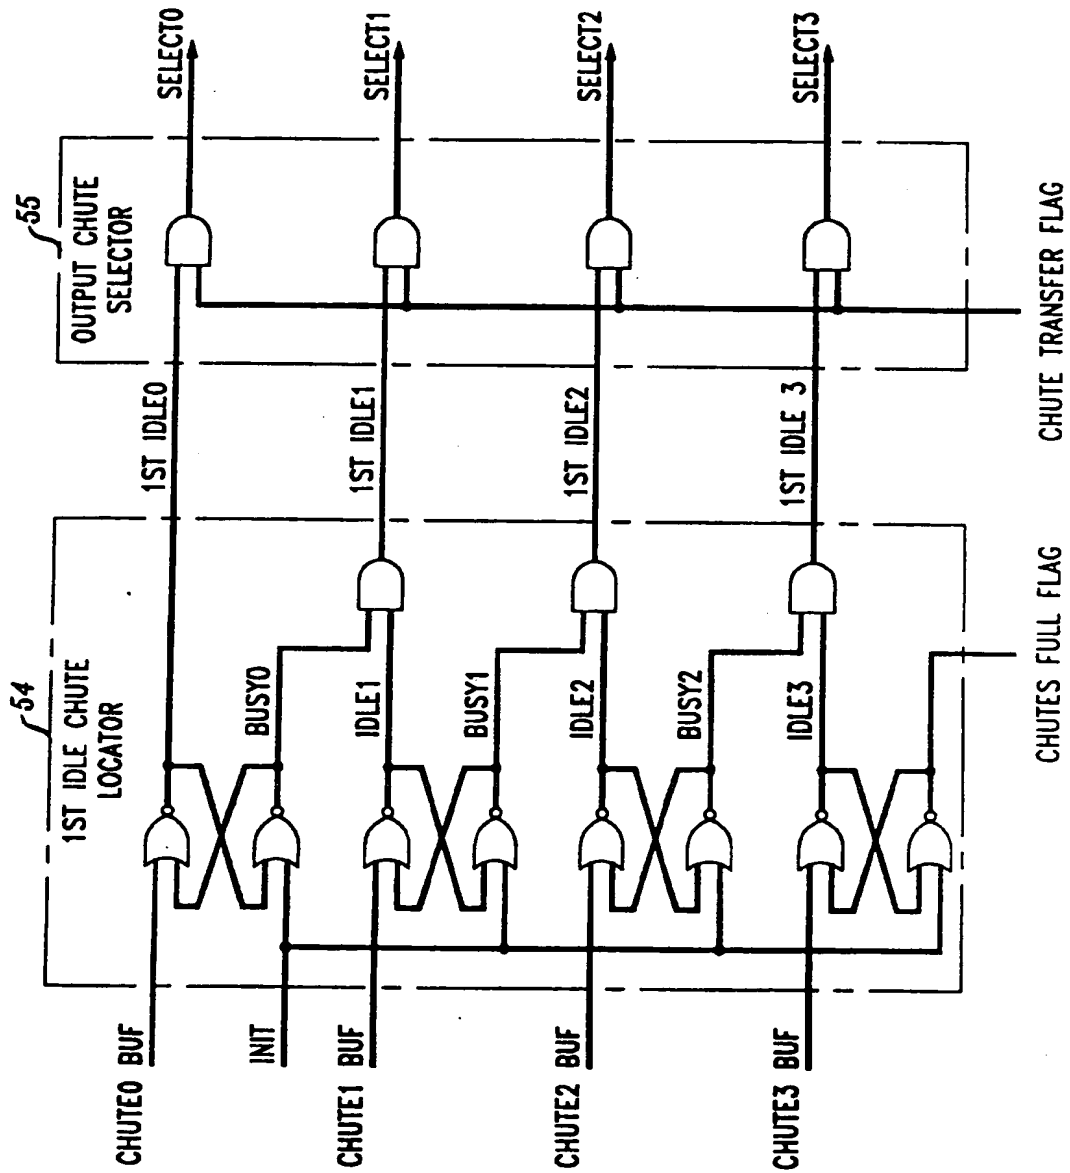 54
1ST IDLE CHUTE
LOCATOR
55
OUTPUT CHUTE
SELECTOR
CHUTE0 BUF
1ST IDLE0
SELECT0
INIT
BUSY0
CHUTE1 BUF
IDLE1
1ST IDLE1
SELECT1
BUSY1
CHUTE2 BUF
IDLE2
1ST IDLE2
SELECT2
BUSY2
CHUTE3 BUF
IDLE3
1ST IDLE 3
SELECT3
CHUTES FULL FLAG
CHUTE TRANSFER FLAG